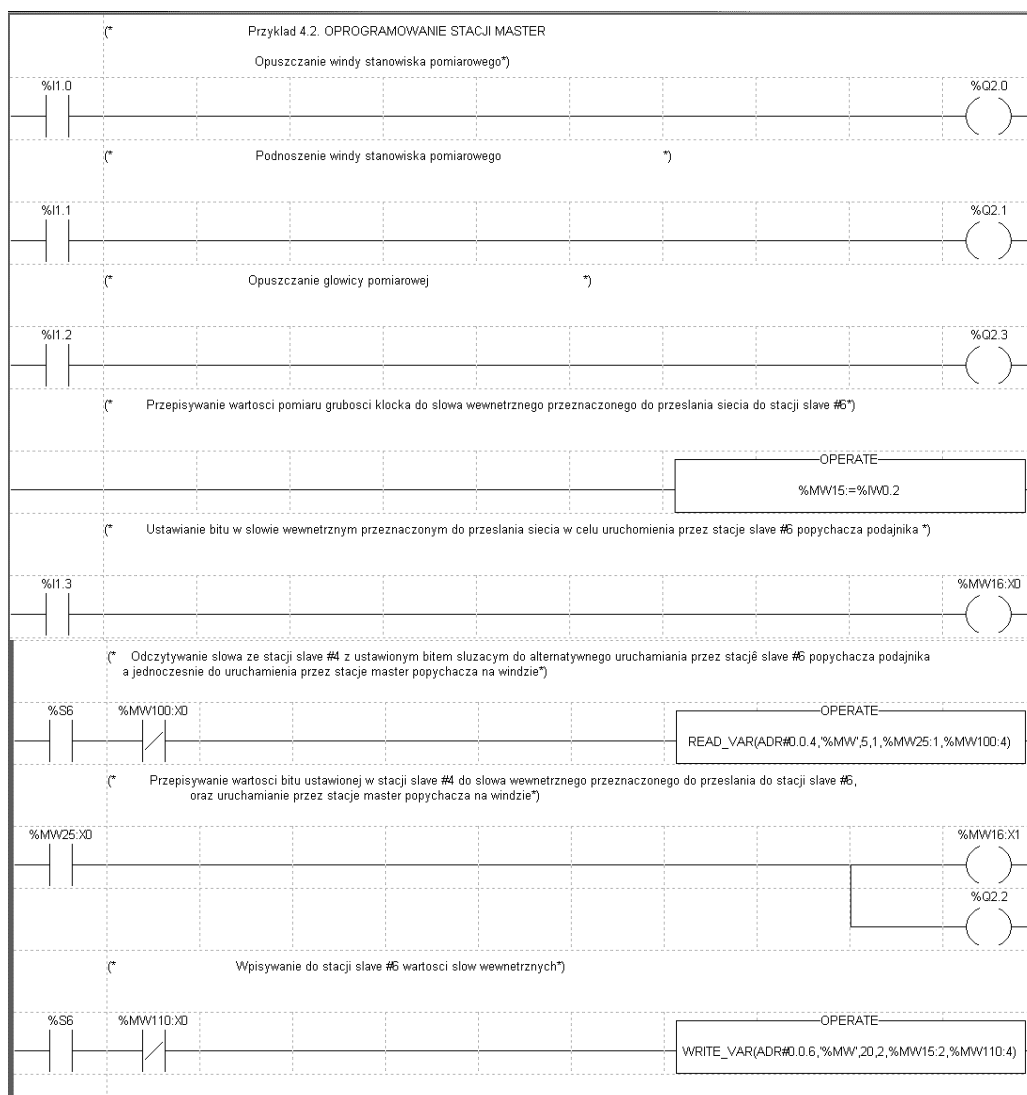 (* Przyklad 4.2. OPROGRAMOWANIE STACJI MASTER
Opuszczanie windy stanowiska pomiarowego*)
%I1.0 %Q2.0
(* Podnoszenie windy stanowiska pomiarowego *)
%I1.1 %Q2.1
(* Opuszczanie glowicy pomiarowej *)
%I1.2 %Q2.3
(* Przepisywanie wartosci pomiaru grubosci klocka do slowa wewnetrznego przeznaczonego do przeslania siecia do stacji slave #6*)
OPERATE
%MW15:=%IW0.2
(* Ustawianie bitu w slowie wewnetrznym przeznaczonym do przeslania siecia w celu uruchomienia przez stacje slave #6 popychacza podajnika *)
%I1.3 %MW16:X0
(* Odczytywanie slowa ze stacji slave #4 z ustawionym bitem sluzacym do alternatywnego uruchamiania przez stacjê slave #6 popychacza podajnika
a jednoczesnie do uruchomienia przez stacje master popychacza na windzie*)
%S6 %MW100:X0 OPERATE
READ_VAR(ADR#0.0.4,'%MW',5,1,%MW25:1,%MW100:4)
(* Przepisywanie wartosci bitu ustawionej w stacji slave #4 do slowa wewnetrznego przeznaczonego do przeslania do stacji slave #6,
oraz uruchamianie przez stacje master popychacza na windzie*)
%MW25:X0 %MW16:X1
%Q2.2
(* Wpisywanie do stacji slave #6 wartosci slow wewnetrznych*)
%S6 %MW110:X0 OPERATE
WRITE_VAR(ADR#0.0.6,'%MW',20,2,%MW15:2,%MW110:4)